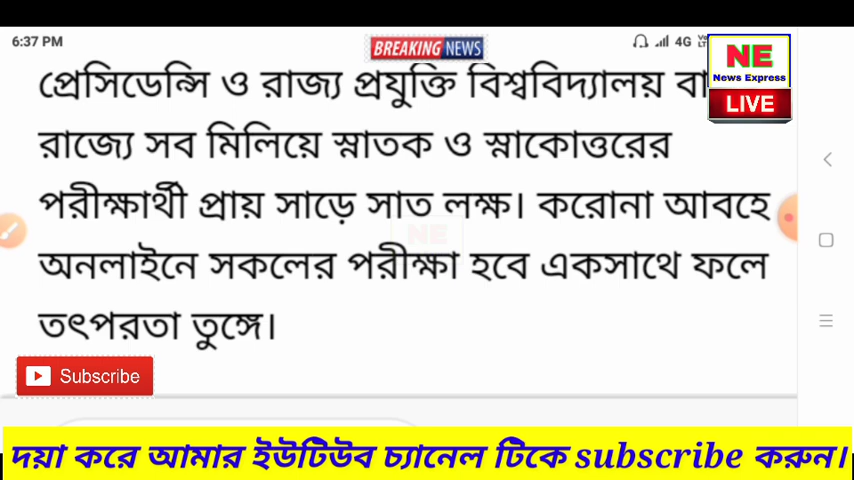 6:37 PM
BREAKING NEWS
4G
NE
News Express
LIVE
প্রেসিডেন্সি ও রাজ্য প্রযুক্তি বিশ্ববিদ্যালয়
রাজ্যে সব মিলিয়ে স্নাতক ও স্নাকোত্তরের
পরীক্ষার্থী প্রায় সাড়ে সাত লক্ষ। করোনা আবহে
NE
অনলাইনে সকলের পরীক্ষা হবে একসাথে ফলে
তৎপরতা তুঙ্গে।
Subscribe
দয়া করে আমার ইউটিউব চ্যানেল টিকে subscribe করুন।